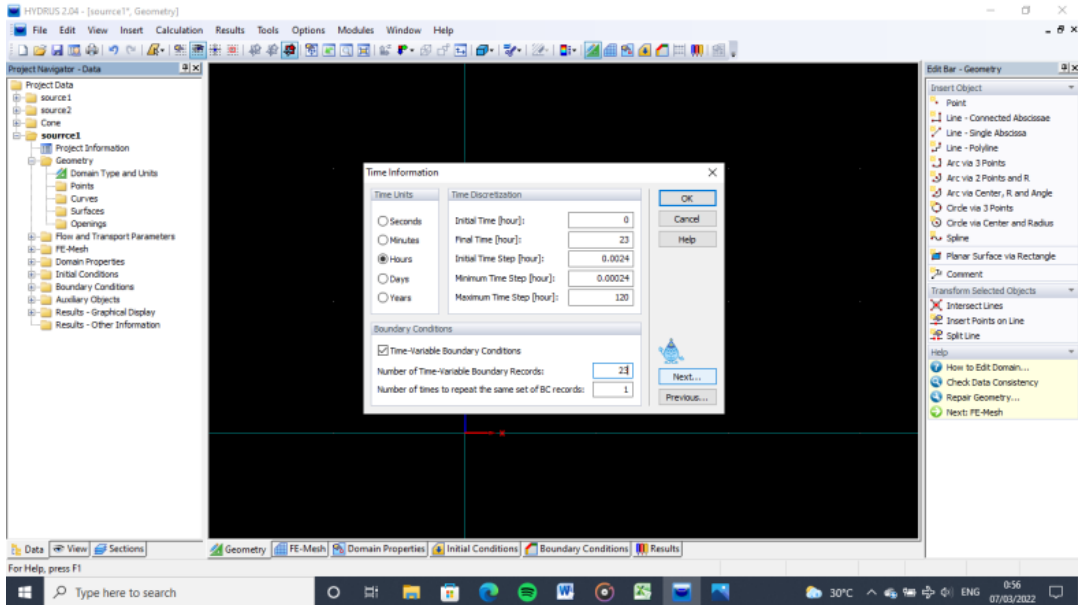 HYDRUS 2.04 - [sourrce1*, Geometry]
File Edit View Insert Calculation Results Tools Options Modules Window Help
Project Navigator - Data
Project Data
source1
source2
Cone
sourrce1
Project Information
Geometry
Domain Type and Units
Points
Curves
Surfaces
Openings
Flow and Transport Parameters
FE-Mesh
Domain Properties
Initial Conditions
Boundary Conditions
Auxiliary Objects
Results - Graphical Display
Results - Other Information
Data View Sections
Time Information
Time Units
Seconds
Minutes
Hours
Days
Years
Time Discretization
Initial Time [hour]: 0
Final Time [hour]: 23
Initial Time Step [hour]: 0.0024
Minimum Time Step [hour]: 0.00024
Maximum Time Step [hour]: 120
Boundary Conditions
Time-Variable Boundary Conditions
Number of Time-Variable Boundary Records: 23
Number of times to repeat the same set of BC records: 1
OK
Cancel
Help
Next...
Previous...
x
Geometry FE-Mesh Domain Properties Initial Conditions Boundary Conditions Results
Edit Bar - Geometry
Insert Object
Point
Line - Connected Abscissae
Line - Single Abscissa
Line - Polyline
Arc via 3 Points
Arc via 2 Points and R
Arc via Center, R and Angle
Circle via 3 Points
Circle via Center and Radius
Spline
Planar Surface via Rectangle
Comment
Transform Selected Objects
Intersect Lines
Insert Points on Line
Split Line
Help
How to Edit Domain...
Check Data Consistency
Repair Geometry...
Next: FE-Mesh
For Help, press F1
Type here to search
30°C
ENG
0:56
07/03/2022